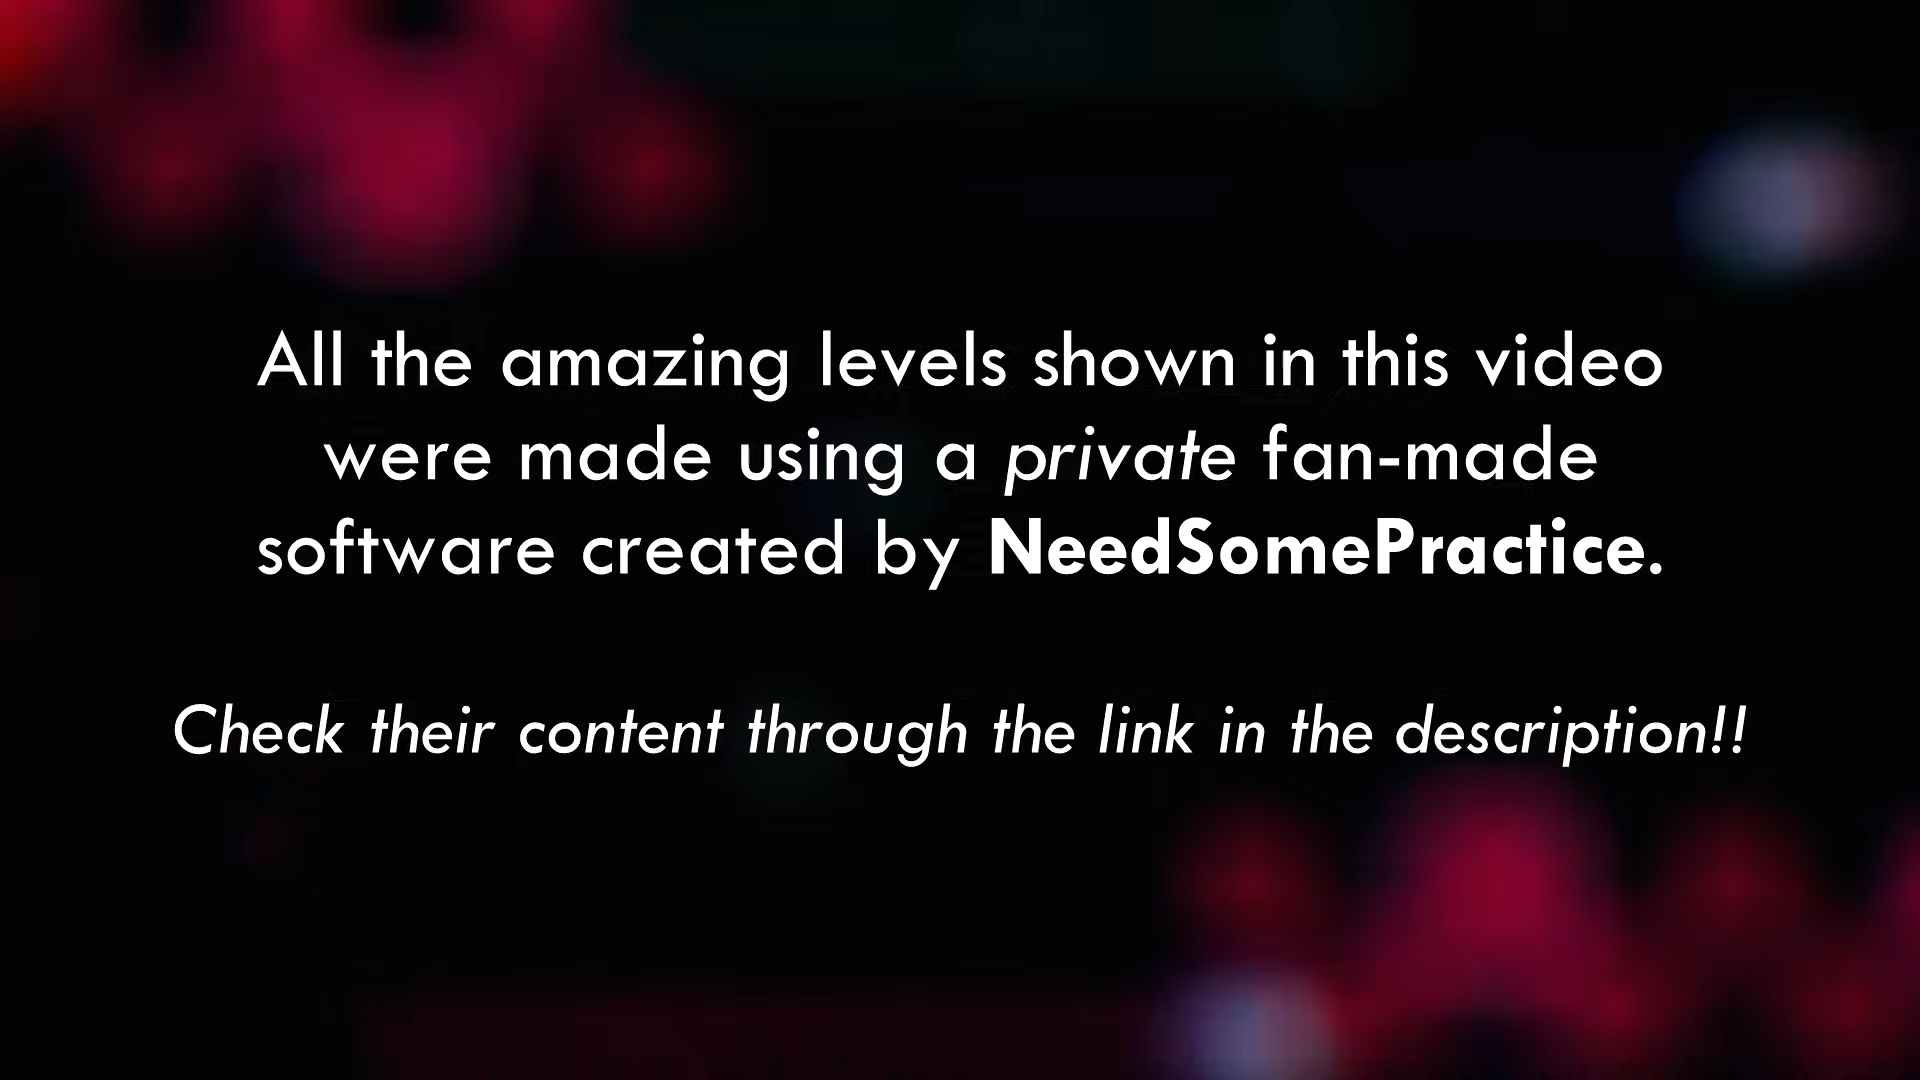 All the amazing levels shown in this video
were made using a private fan-made
software created by NeedSomePractice.
Check their content through the link in the description!!